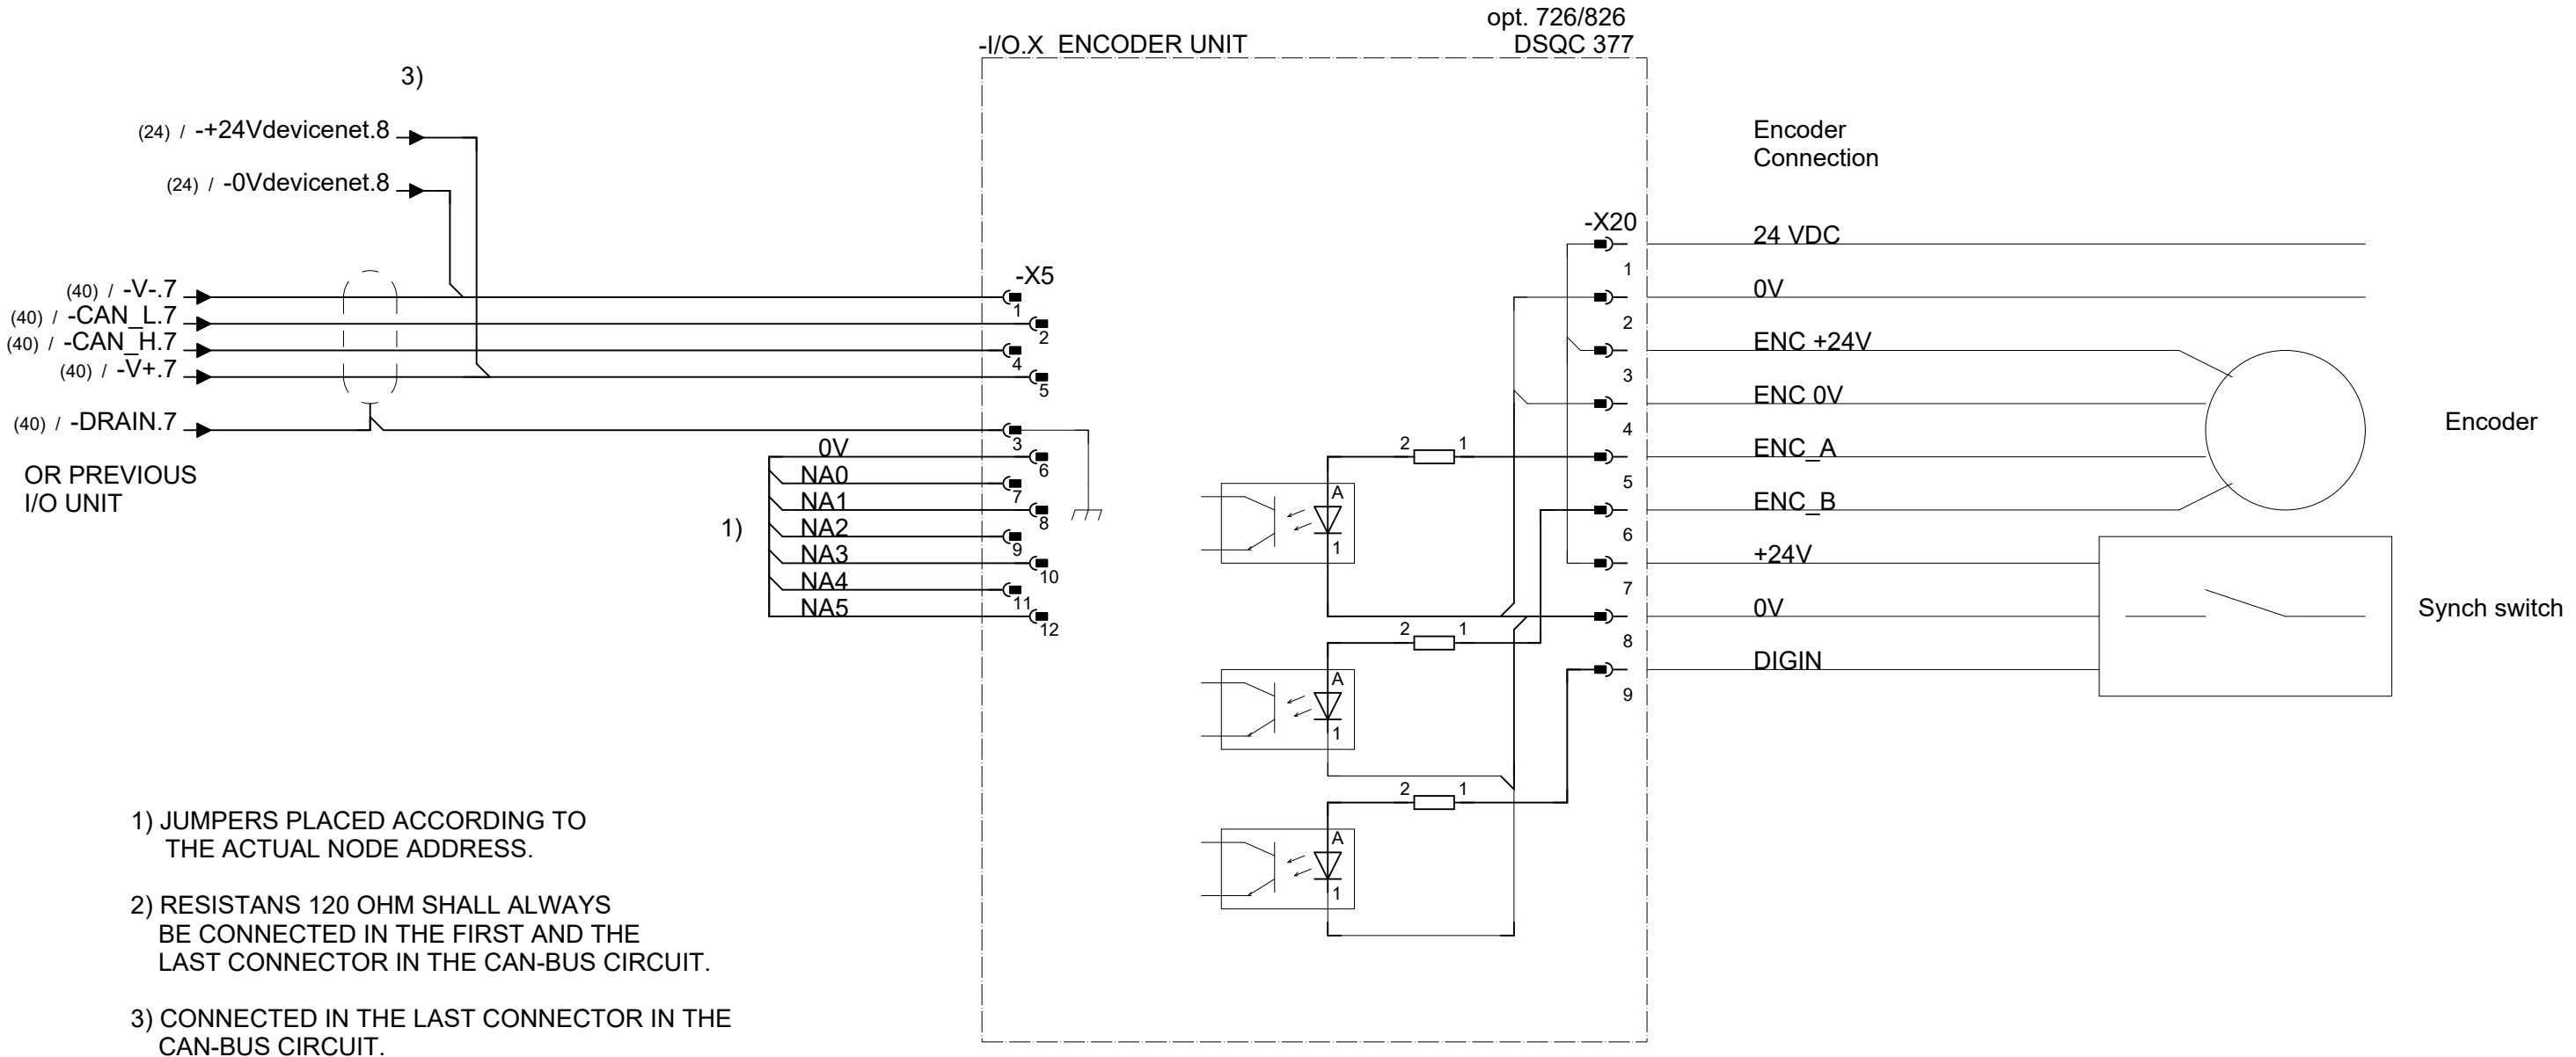 opt. 726/826
-I/O.X ENCODER UNIT
DSQC 377
3)
(24) / -+24Vdevicenet.8
(24) / -0Vdevicenet.8
(40) / -V-.7
(40) / -CAN_L.7
(40) / -CAN_H.7
(40) / -V+.7
(40) / -DRAIN.7
OR PREVIOUS
I/O UNIT
-X5
1
2
4
5
3
0V
6
NA0
7
NA1
8
NA2
9
NA3
10
NA4
11
NA5
12
1)
2 1
A
1
2 1
A
1
2 1
A
1
Encoder
Connection
-X20
24 VDC
1
0V
2
ENC +24V
3
ENC 0V
4
ENC_A
5
ENC_B
6
+24V
7
0V
8
DIGIN
9
Encoder
Synch switch
1) JUMPERS PLACED ACCORDING TO
THE ACTUAL NODE ADDRESS.
2) RESISTANS 120 OHM SHALL ALWAYS
BE CONNECTED IN THE FIRST AND THE
LAST CONNECTOR IN THE CAN-BUS CIRCUIT.
3) CONNECTED IN THE LAST CONNECTOR IN THE
CAN-BUS CIRCUIT.